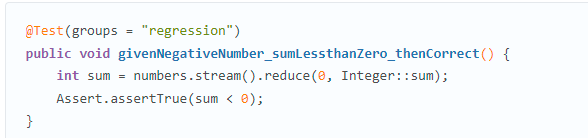 @Test(groups = "regression")
public void givenNegativeNumber_sumLessthanZero_thenCorrect() {
    int sum = numbers.stream().reduce(0, Integer::sum);
    Assert.assertTrue(sum < 0);
}